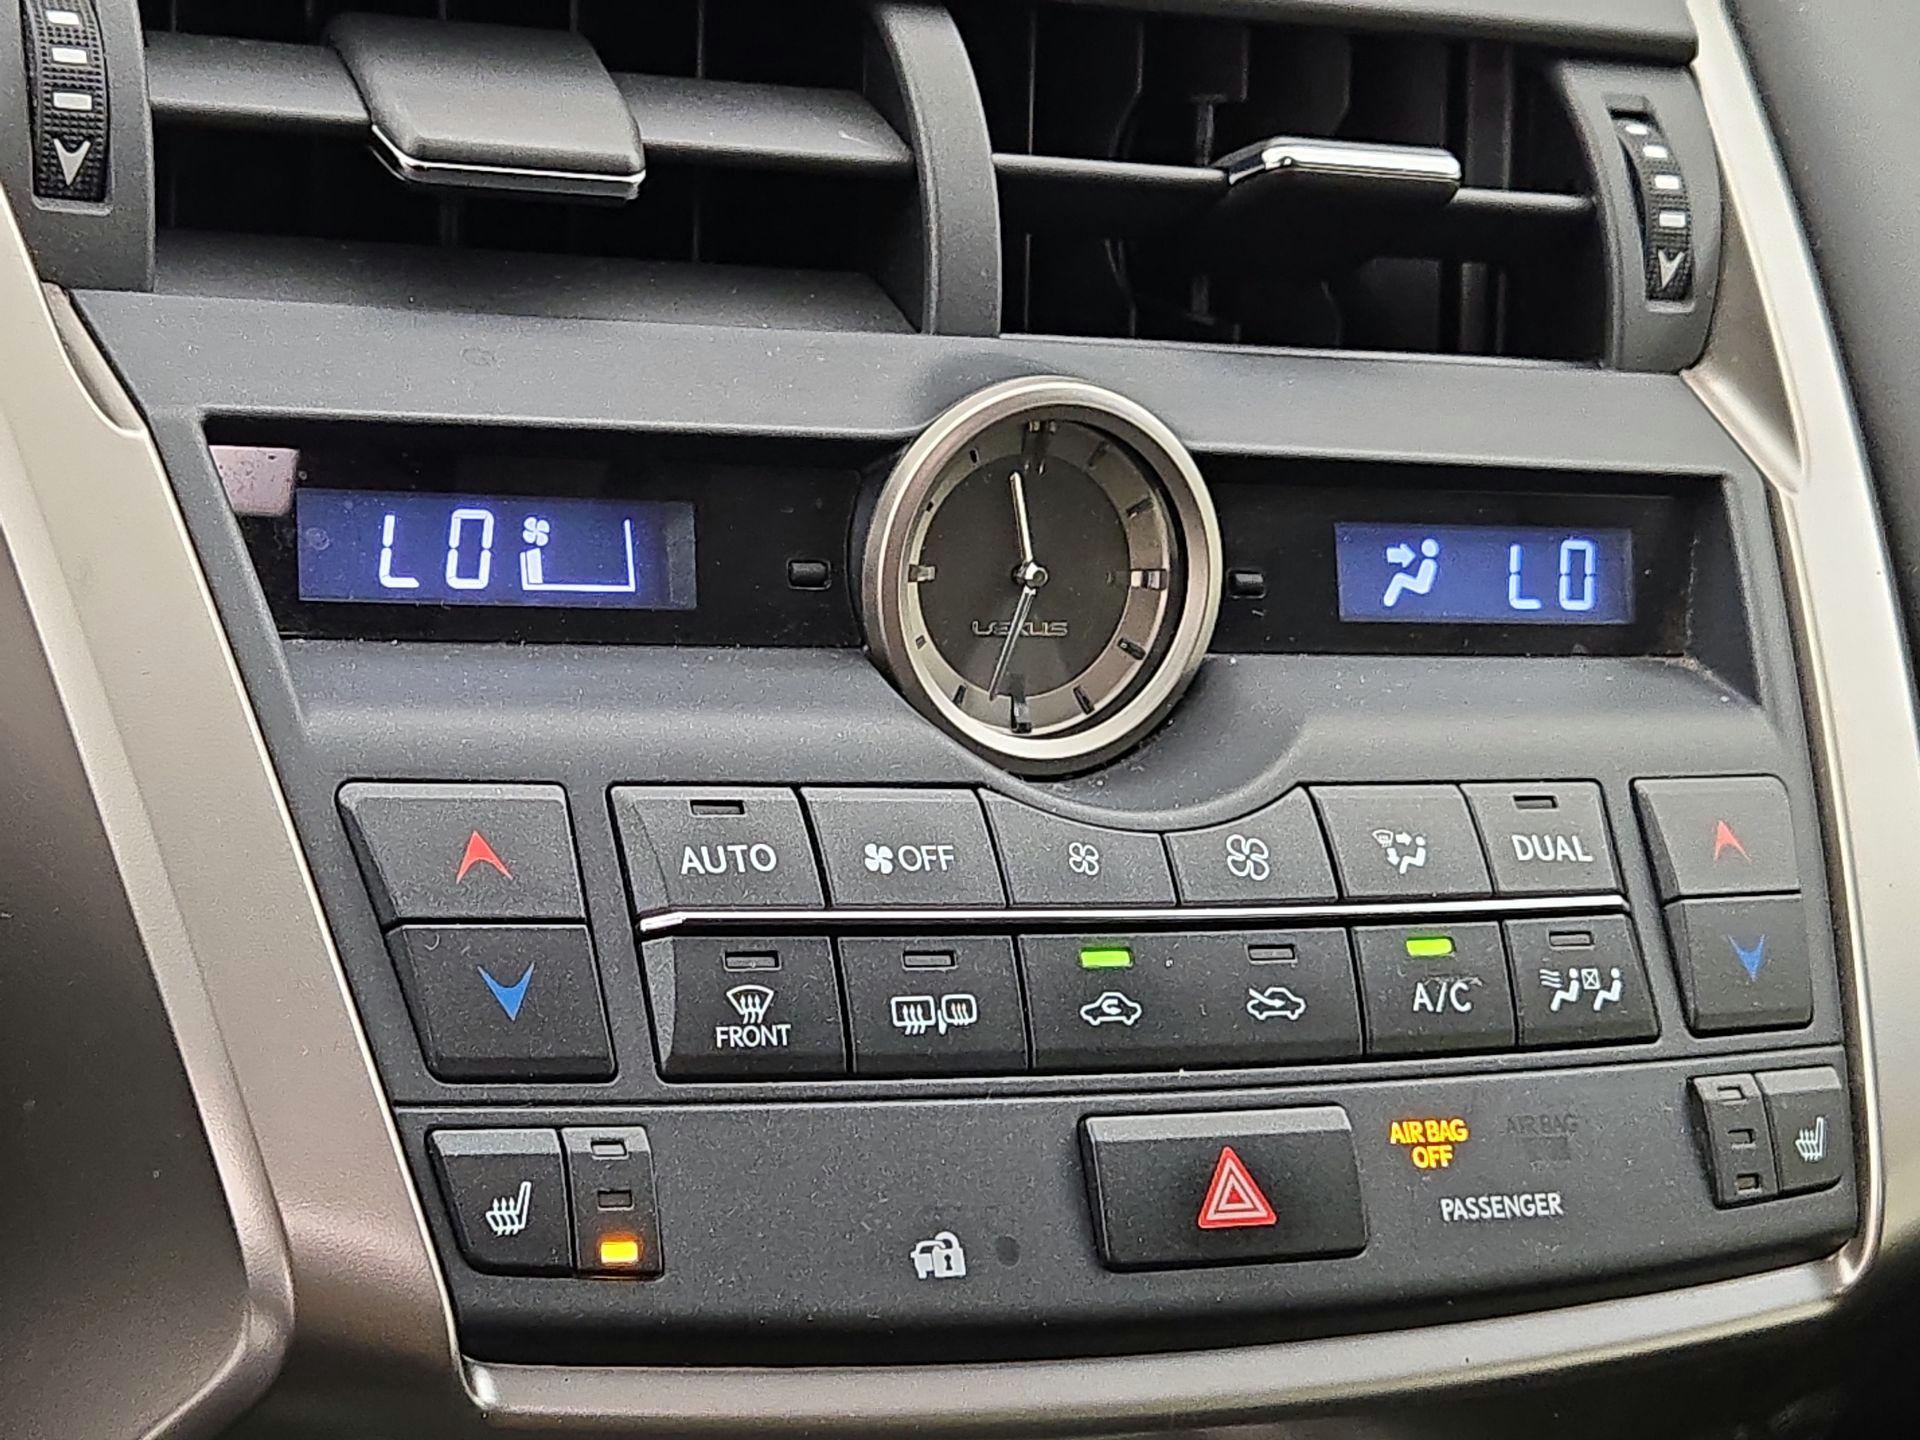 LO
LEXUS
LO
AUTO
OFF
DUAL
FRONT
A/C
AIR BAG
OFF
AIR BAG
PASSENGER